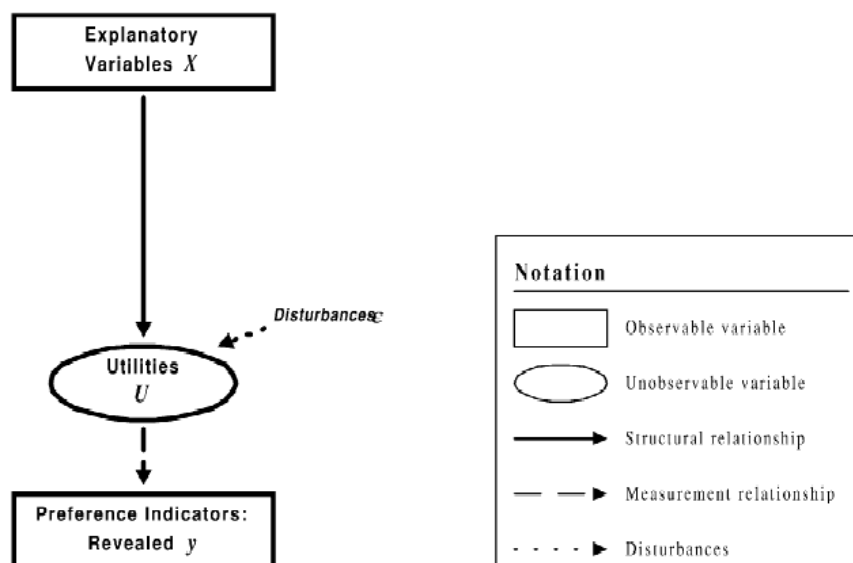 Explanatory
Variables X
Disturbances ε
Utilities
U
Preference Indicators:
Revealed y
Notation
Observable variable
Unobservable variable
Structural relationship
Measurement relationship
Disturbances